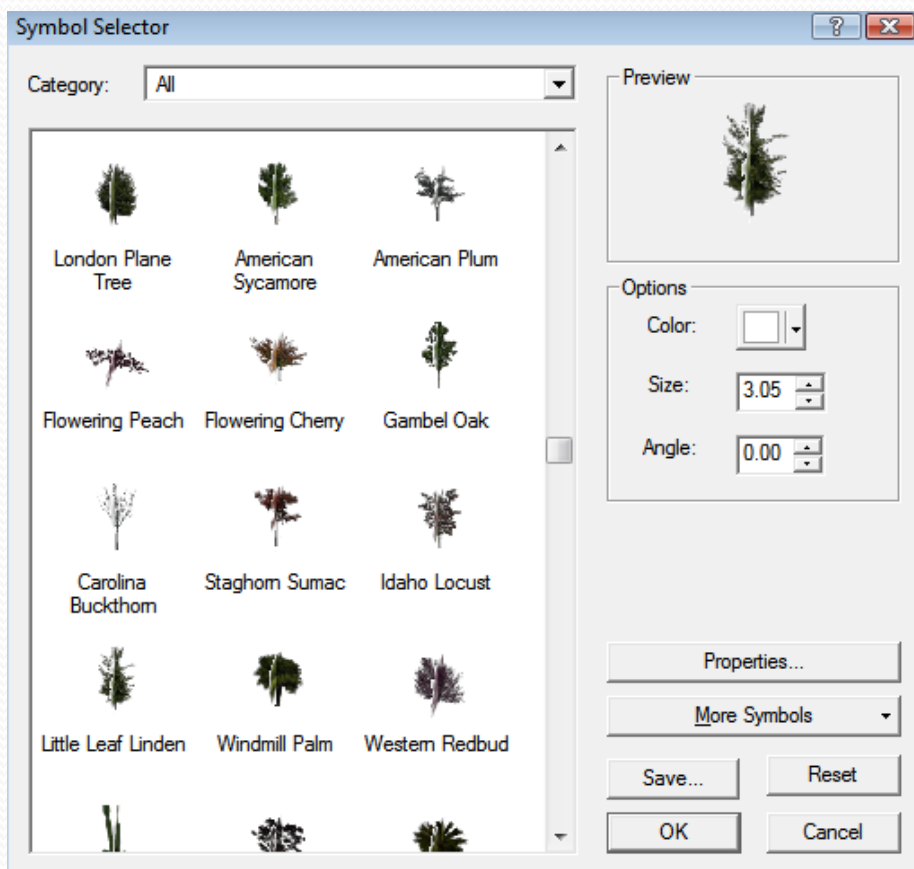 Symbol Selector
Category:
All
Preview
London Plane
Tree
American
Sycamore
American Plum
Options
Color:
Size:
3.05
Angle:
0.00
Flowering Peach
Flowering Cherry
Gambel Oak
Carolina
Buckthorn
Staghorn Sumac
Idaho Locust
Little Leaf Linden
Windmill Palm
Western Redbud
Properties...
More Symbols
Save...
Reset
OK
Cancel